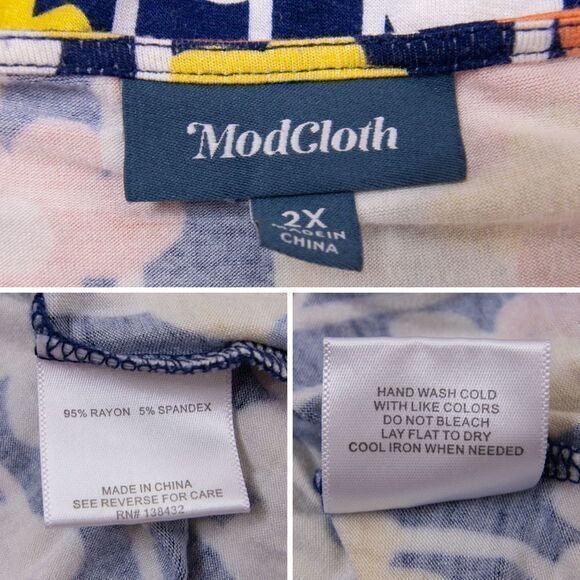 ModCloth
2X
MADE IN
CHINA
95% RAYON 5% SPANDEX
MADE IN CHINA
SEE REVERSE FOR CARE
RN# 138432
HAND WASH COLD
WITH LIKE COLORS
DO NOT BLEACH
LAY FLAT TO DRY
COOL IRON WHEN NEEDED